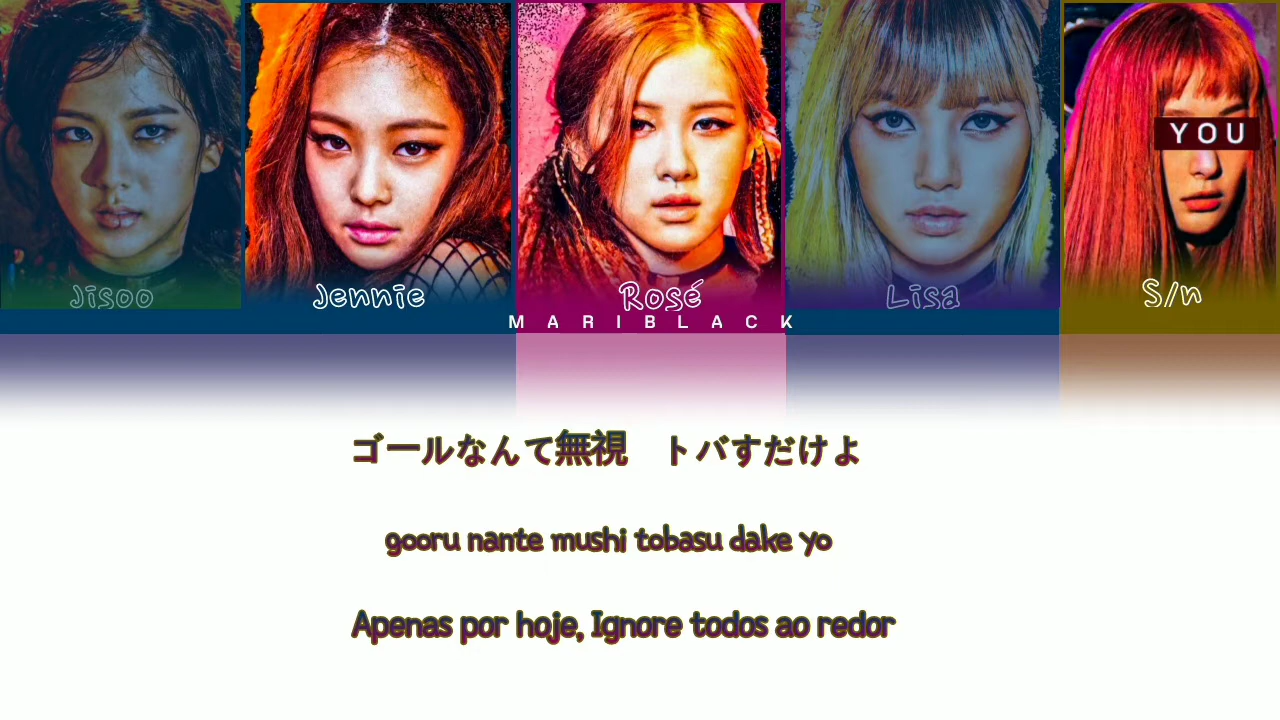 YOU
Jisoo
Jennie
Rosé
Lisa
S/n
MARIBLACK
ゴールなんて無視　トバすだけよ
gooru nante mushi tobasu dake yo
Apenas por hoje, Ignore todos ao redor